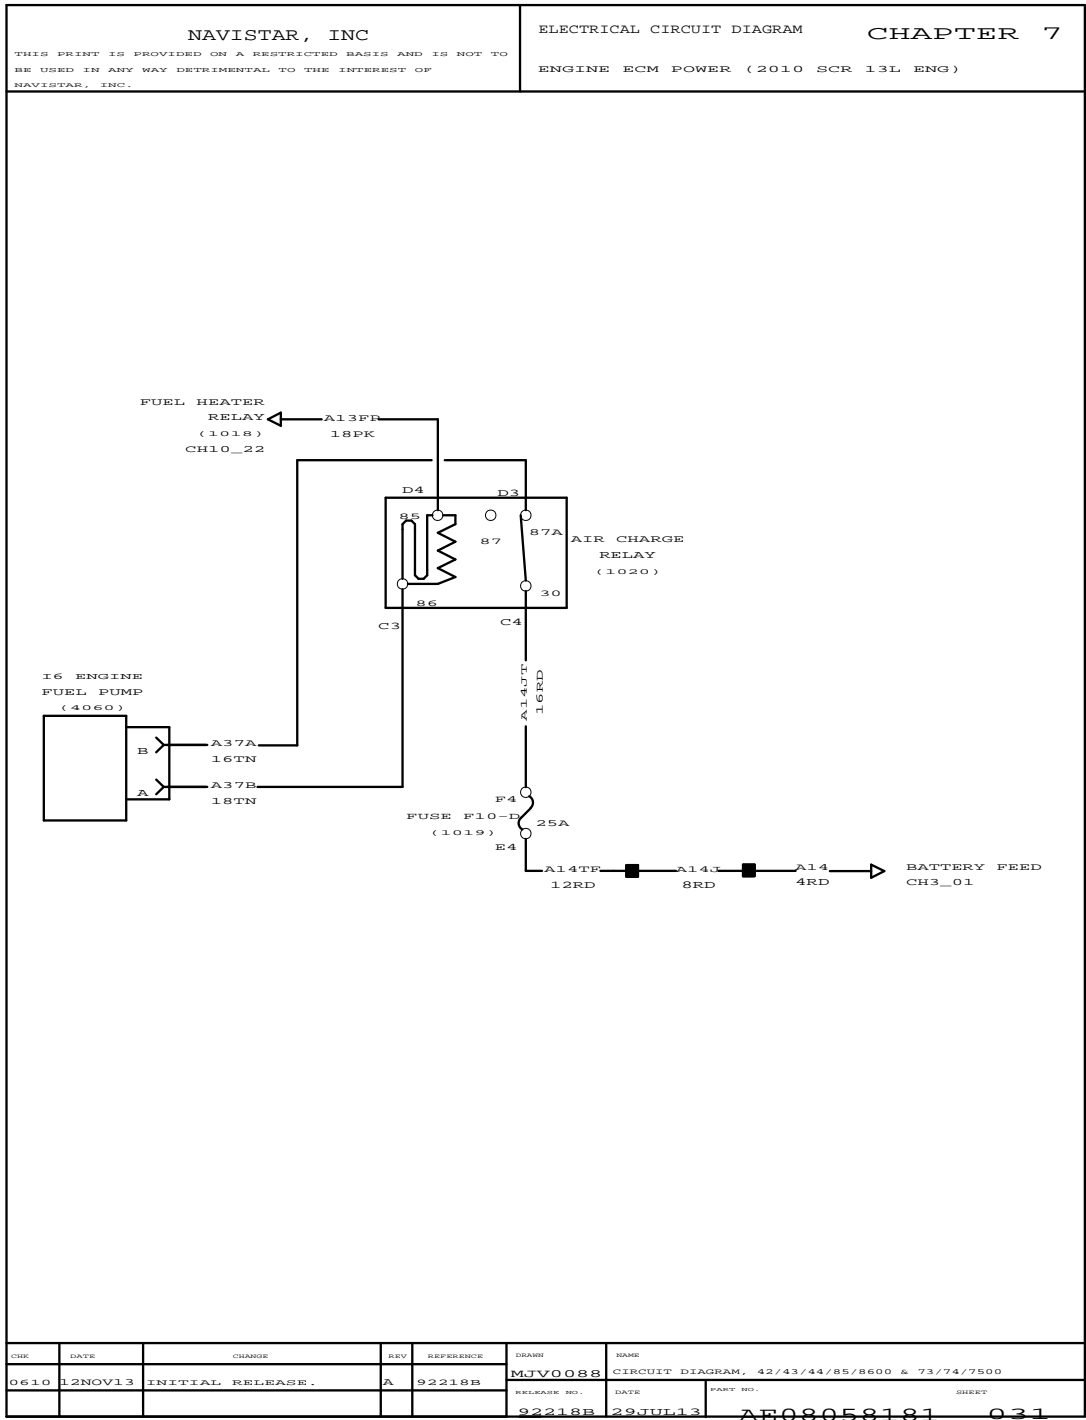 NAVISTAR, INC
THIS PRINT IS PROVIDED ON A RESTRICTED BASIS AND IS NOT TO
BE USED IN ANY WAY DETRIMENTAL TO THE INTEREST OF
NAVISTAR, INC.
ELECTRICAL CIRCUIT DIAGRAM
CHAPTER 7
ENGINE ECM POWER (2010 SCR 13L ENG)
FUEL HEATER
RELAY
(1018)
CH10_22
A13FP
18PK
D4
D3
85
87
87A
AIR CHARGE
RELAY
(1020)
30
86
C3
C4
A14JT
16RD
I6 ENGINE
FUEL PUMP
(4060)
B
A37A
16TN
A
A37B
18TN
F4
FUSE F10-D
(1019)
25A
E4
A14TF
12RD
A14J
8RD
A14
4RD
BATTERY FEED
CH3_01
CHK DATE CHANGE REV REFERENCE
0610 12NOV13 INITIAL RELEASE. A 92218B
DRAWN
MJV0088
NAME
CIRCUIT DIAGRAM, 42/43/44/85/8600 & 73/74/7500
RELEASE NO.
92218B
DATE
29JUL13
PART NO.
AE08058181
SHEET
031